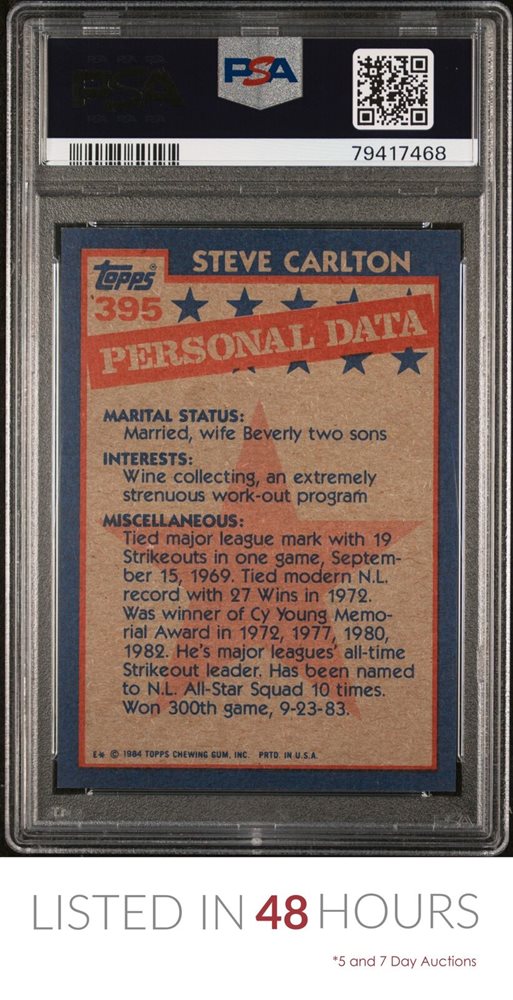 PSA
79417468
STEVE CARLTON
topps®
395
PERSONAL DATA
MARITAL STATUS:
Married, wife Beverly two sons
INTERESTS:
Wine collecting, an extremely
strenuous work-out program
MISCELLANEOUS:
Tied major league mark with 19
Strikeouts in one game, Septem-
ber 15, 1969. Tied modern N.L.
record with 27 Wins in 1972.
Was winner of Cy Young Memo-
rial Award in 1972, 1977, 1980,
1982. He's major leagues' all-time
Strikeout leader. Has been named
to N.L. All-Star Squad 10 times.
Won 300th game, 9-23-83.
E* © 1984 TOPPS CHEWING GUM, INC. PRTD. IN U.S.A.
LISTED IN 48 HOURS
*5 and 7 Day Auctions